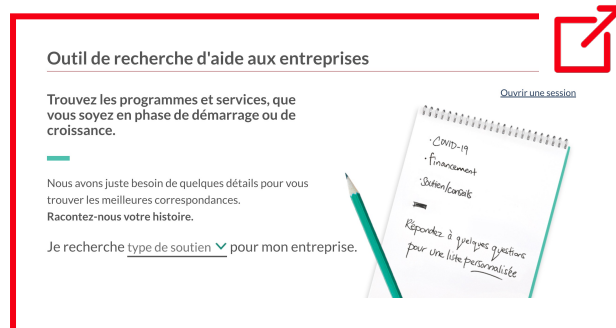 Outil de recherche d'aide aux entreprises
Ouvrir une session
Trouvez les programmes et services, que
vous soyez en phase de démarrage ou de
croissance.
Nous avons juste besoin de quelques détails pour vous
trouver les meilleures correspondances.
Racontez-nous votre histoire.
Je recherche type de soutien pour mon entreprise.
· COVID-19
· Financement
· Soutien/conseils
Répondez à quelques questions
pour une liste personnalisée